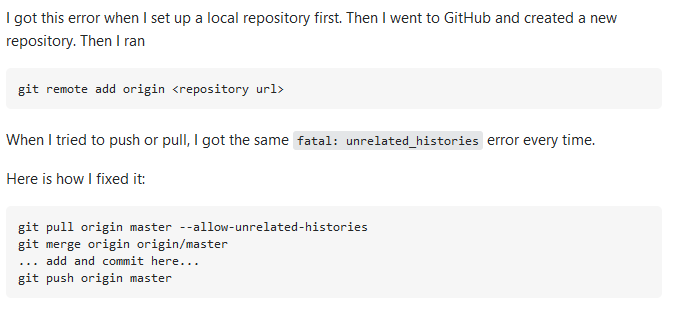 I got this error when I set up a local repository first. Then I went to GitHub and created a new
repository. Then I ran
git remote add origin <repository url>
When I tried to push or pull, I got the same fatal: unrelated_histories error every time.
Here is how I fixed it:
git pull origin master --allow-unrelated-histories
git merge origin origin/master
... add and commit here...
git push origin master